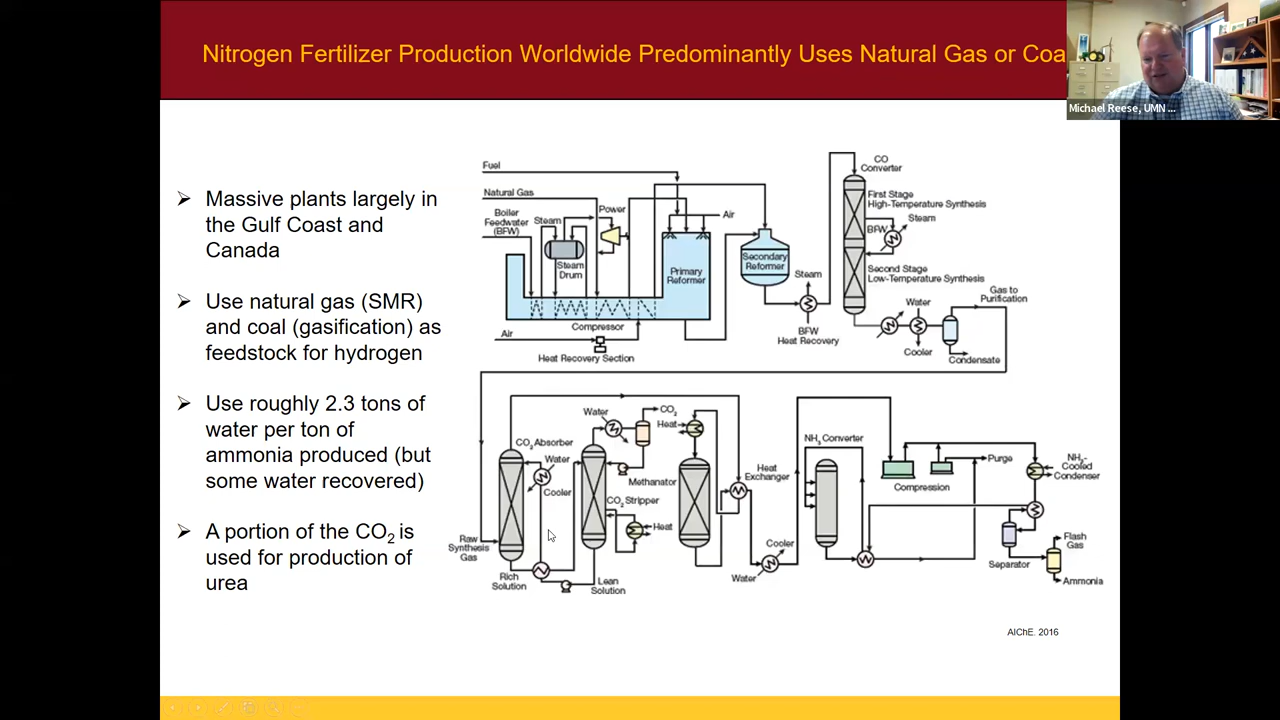 Nitrogen Fertilizer Production Worldwide Predominantly Uses Natural Gas or Coa
Michael Reese, UMN ...
Massive plants largely in
the Gulf Coast and
Canada
Use natural gas (SMR)
and coal (gasification) as
feedstock for hydrogen
Use roughly 2.3 tons of
water per ton of
ammonia produced (but
some water recovered)
A portion of the CO2 is
used for production of
urea
Fuel
Natural Gas
Boiler
Feedwater
(BFW)
Steam
Power
Air
Steam
Drum
Primary
Reformer
Compressor
Air
Heat Recovery Section
Secondary
Reformer
Steam
BFW
Heat Recovery
CO
Converter
First Stage
High-Temperature Synthesis
Steam
BFW
Second Stage
Low-Temperature Synthesis
Water
Cooler
Gas to
Purification
Condensate
Raw
Synthesis
Gas
CO2 Absorber
Water
Cooler
Rich
Solution
Water
CO2
CO2 Stripper
Heat
Lean
Solution
Heat
Methanator
Heat
Exchanger
Cooler
Water
NH3 Converter
Compression
Purge
NH3-
Cooled
Condenser
Separator
Flash
Gas
Ammonia
AIChE. 2016